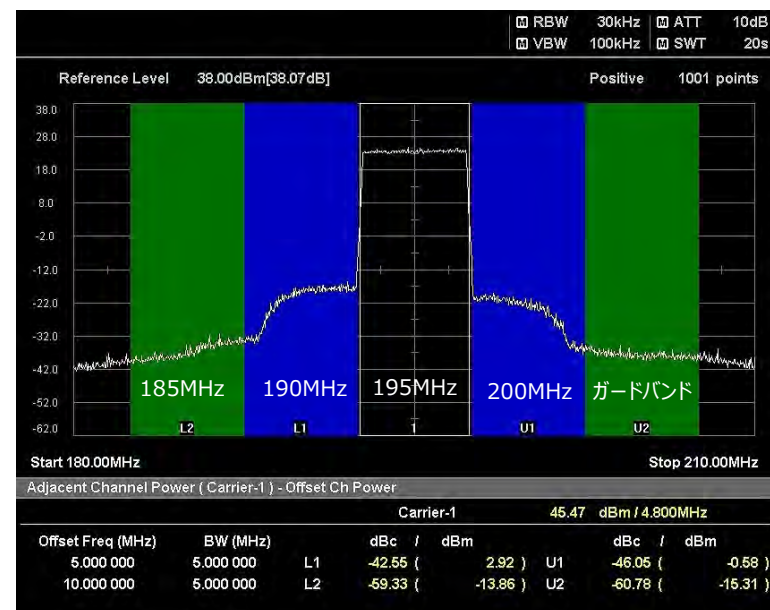 M RBW 30kHz M ATT 10dB
M VBW 100kHz M SWT 20s
Reference Level 38.00dBm[38.07dB] Positive 1001 points
38.0
28.0
18.0
8.0
-2.0
-12.0
-22.0
-32.0
-42.0
-52.0
-62.0
185MHz 190MHz 195MHz 200MHz ガードバンド
L2 L1 1 U1 U2
Start 180.00MHz Stop 210.00MHz
Adjacent Channel Power ( Carrier-1 ) - Offset Ch Power
Carrier-1 45.47 dBm / 4.800MHz
Offset Freq (MHz) BW (MHz) dBc / dBm dBc / dBm
5.000 000 5.000 000 L1 -42.55 ( 2.92 ) U1 -46.05 ( -0.58 )
10.000 000 5.000 000 L2 -59.33 ( -13.86 ) U2 -60.78 ( -15.31 )